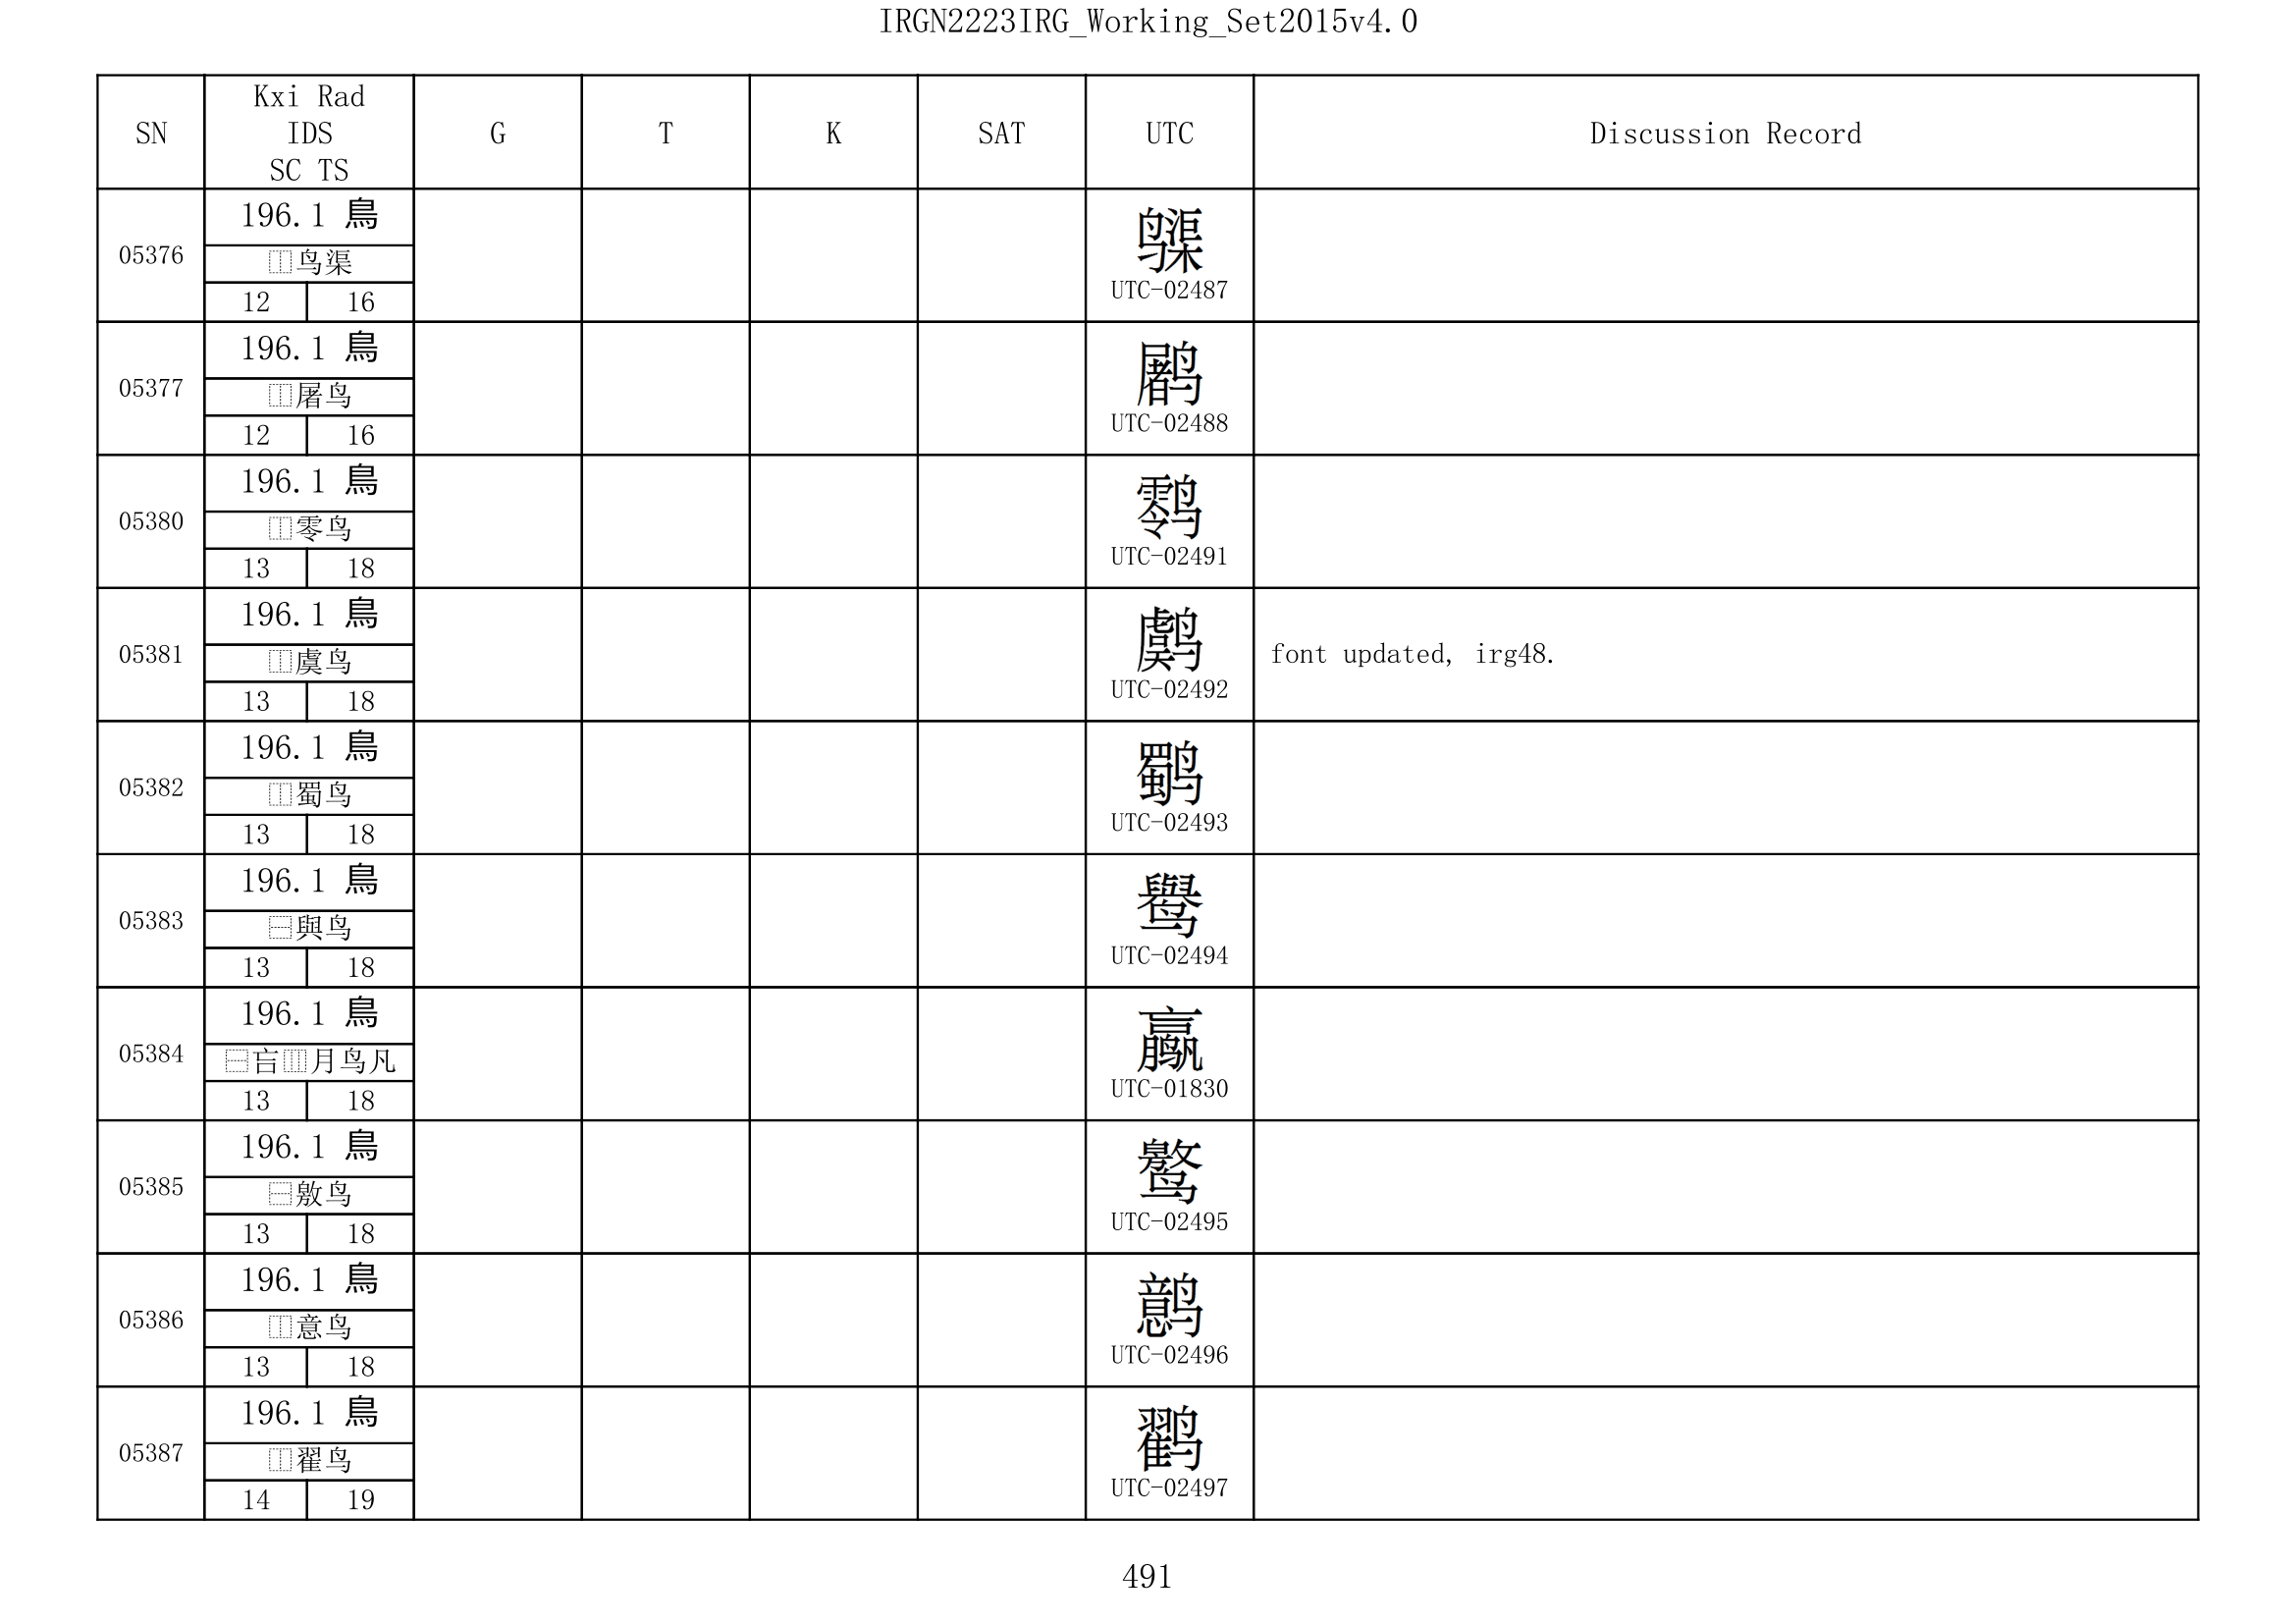 IRGN2223IRG_Working_Set2015v4.0
SN Kxi Rad IDS SC TS G T K SAT UTC Discussion Record
196.1 鳥
05376
⿰鸟渠
12 16
UTC-02487
196.1 鳥
05377
⿰屠鸟
12 16
UTC-02488
196.1 鳥
05380
⿰零鸟
13 18
UTC-02491
196.1 鳥
05381
⿰虞鸟
13 18
UTC-02492
font updated, irg48.
196.1 鳥
05382
⿰蜀鸟
13 18
UTC-02493
196.1 鳥
05383
⿱與鸟
13 18
UTC-02494
196.1 鳥
05384
⿱吂⿲月鸟凡
13 18
UTC-01830
196.1 鳥
05385
⿱敫鸟
13 18
UTC-02495
196.1 鳥
05386
⿰意鸟
13 18
UTC-02496
196.1 鳥
05387
⿰翟鸟
14 19
UTC-02497
491